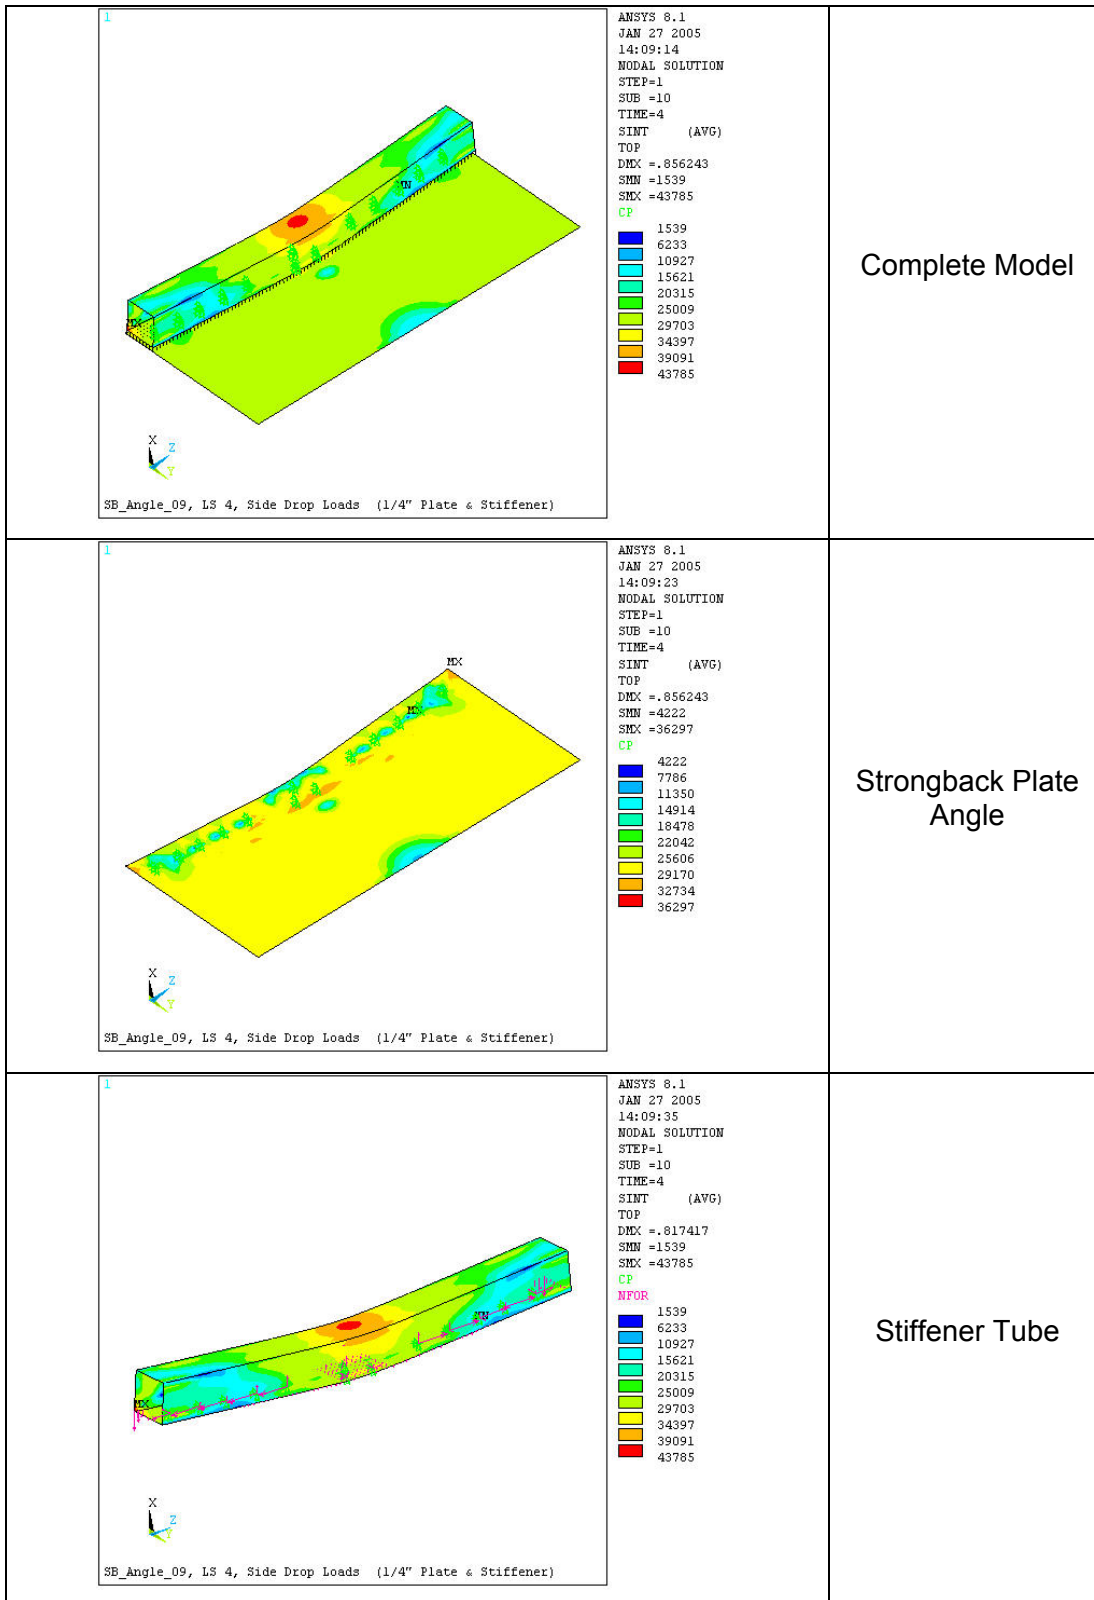 1
ANSYS 8.1
JAN 27 2005
14:09:14
NODAL SOLUTION
STEP=1
SUB =10
TIME=4
SINT (AVG)
TOP
DMX =.856243
SMN =1539
SMX =43785
CP
1539
6233
10927
15621
20315
25009
29703
34397
39091
43785
MN
MX
X
Z
Y
SB_Angle_09, LS 4, Side Drop Loads (1/4" Plate & Stiffener)
Complete Model
1
ANSYS 8.1
JAN 27 2005
14:09:23
NODAL SOLUTION
STEP=1
SUB =10
TIME=4
SINT (AVG)
TOP
DMX =.856243
SMN =4222
SMX =36297
CP
4222
7786
11350
14914
18478
22042
25606
29170
32734
36297
MX
X
Z
Y
SB_Angle_09, LS 4, Side Drop Loads (1/4" Plate & Stiffener)
Strongback Plate
Angle
1
ANSYS 8.1
JAN 27 2005
14:09:35
NODAL SOLUTION
STEP=1
SUB =10
TIME=4
SINT (AVG)
TOP
DMX =.817417
SMN =1539
SMX =43785
CP
NFOR
1539
6233
10927
15621
20315
25009
29703
34397
39091
43785
MN
MX
X
Z
Y
SB_Angle_09, LS 4, Side Drop Loads (1/4" Plate & Stiffener)
Stiffener Tube